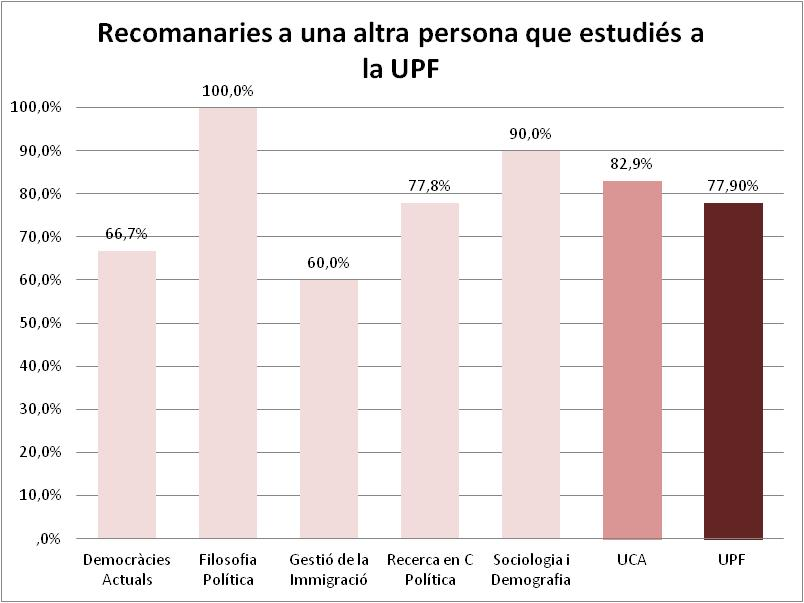 Recomanaries a una altra persona que estudiés a
la UPF
100,0%
90,0%
80,0%
70,0%
60,0%
50,0%
40,0%
30,0%
20,0%
10,0%
,0%
66,7%
100,0%
60,0%
77,8%
90,0%
82,9%
77,90%
Democràcies
Actuals
Filosofia
Política
Gestió de la
Immigració
Recerca en C
Política
Sociologia i
Demografia
UCA
UPF